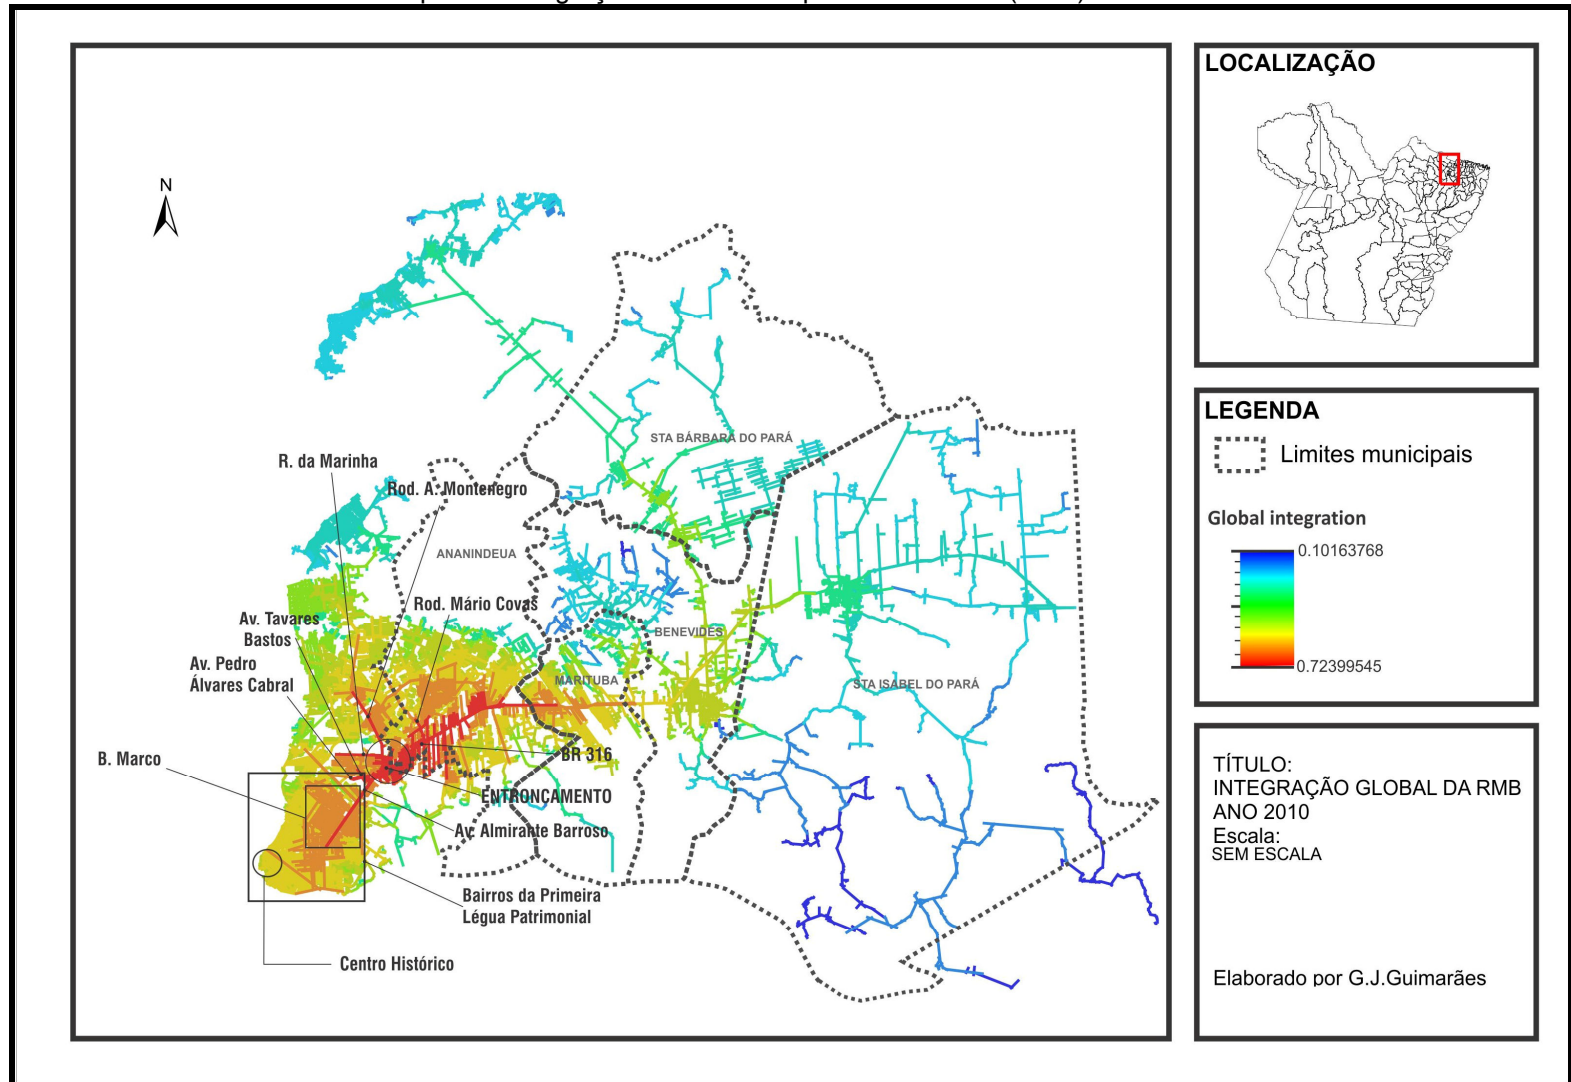 N
STA BÁRBARA DO PARÁ
R. da Marinha
Rod. A. Montenegro
ANANINDEUA
Rod. Mário Covas
Av. Tavares
Bastos
BENEVIDES
Av. Pedro
Álvares Cabral
MARITUBA
STA ISABEL DO PARÁ
B. Marco
BR 316
ENTRONCAMENTO
Av. Almirante Barroso
Bairros da Primeira
Légua Patrimonial
Centro Histórico
LOCALIZAÇÃO
LEGENDA
Limites municipais
Global integration
0.10163768
0.72399545
TÍTULO:
INTEGRAÇÃO GLOBAL DA RMB
ANO 2010
Escala:
SEM ESCALA
Elaborado por G.J.Guimarães